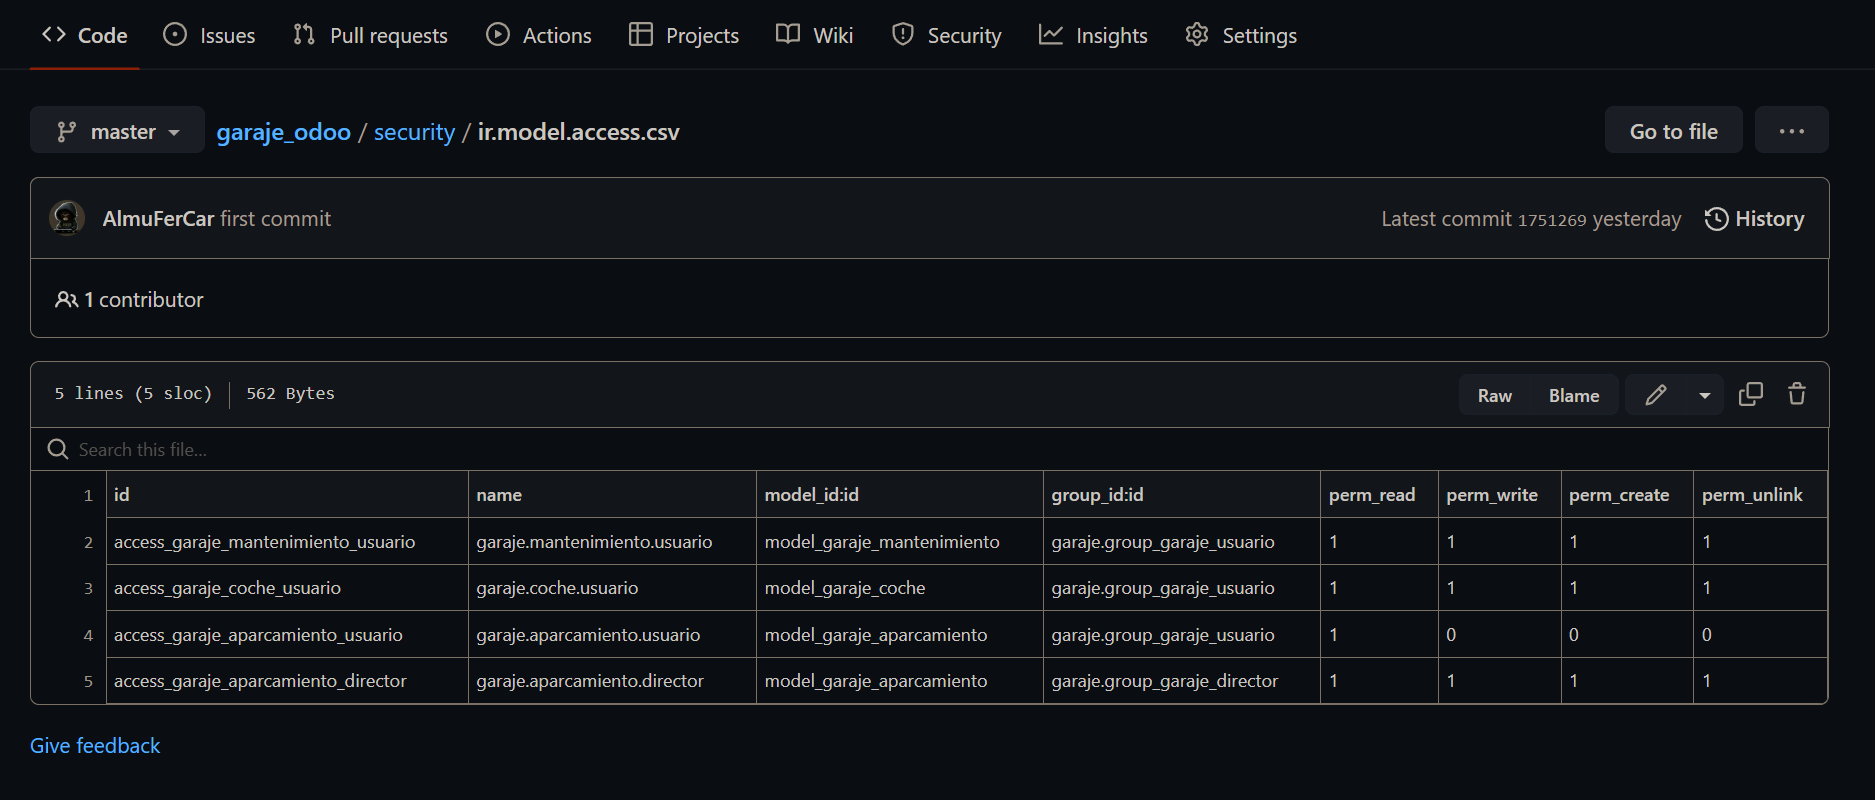 Code Issues Pull requests Actions Projects Wiki Security Insights Settings
master garaje_odoo / security / ir.model.access.csv Go to file ...
AlmuFerCar first commit Latest commit 1751269 yesterday History
1 contributor
5 lines (5 sloc) 562 Bytes Raw Blame
Search this file...
1 id name model_id:id group_id:id perm_read perm_write perm_create perm_unlink
2 access_garaje_mantenimiento_usuario garaje.mantenimiento.usuario model_garaje_mantenimiento garaje.group_garaje_usuario 1 1 1 1
3 access_garaje_coche_usuario garaje.coche.usuario model_garaje_coche garaje.group_garaje_usuario 1 1 1 1
4 access_garaje_aparcamiento_usuario garaje.aparcamiento.usuario model_garaje_aparcamiento garaje.group_garaje_usuario 1 0 0 0
5 access_garaje_aparcamiento_director garaje.aparcamiento.director model_garaje_aparcamiento garaje.group_garaje_director 1 1 1 1
Give feedback